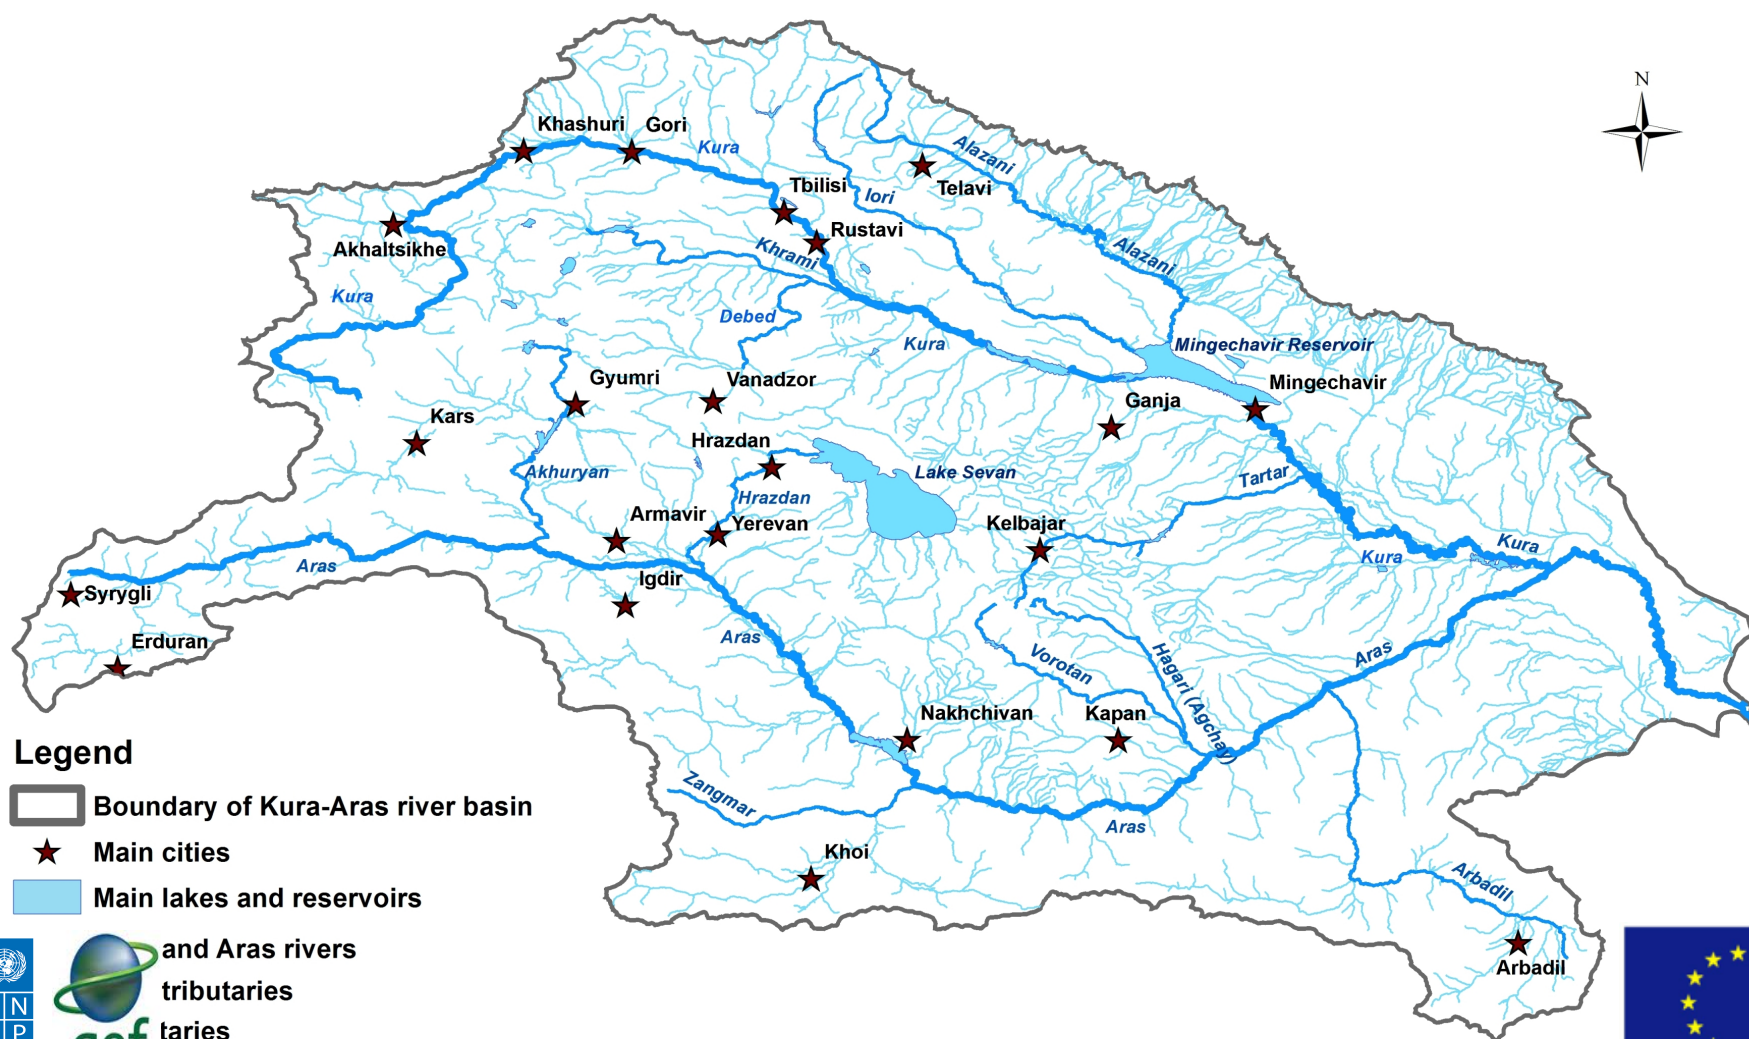 N
Khashuri
Gori
Kura
Alazani
Tbilisi
Telavi
Iori
Rustavi
Akhaltsikhe
Khrami
Alazani
Kura
Debed
Kura
Mingechavir Reservoir
Gyumri
Vanadzor
Mingechavir
Ganja
Kars
Hrazdan
Akhuryan
Lake Sevan
Tartar
Hrazdan
Armavir
Yerevan
Kelbajar
Kura
Kura
Aras
Igdir
Syrygli
Erduran
Aras
Vorotan
Hagari (Agchay)
Aras
Nakhchivan
Kapan
Zangmar
Aras
Khoi
Arbadil
Arbadil
Legend
Boundary of Kura-Aras river basin
Main cities
Main lakes and reservoirs
and Aras rivers
tributaries
taries
N
P
gef